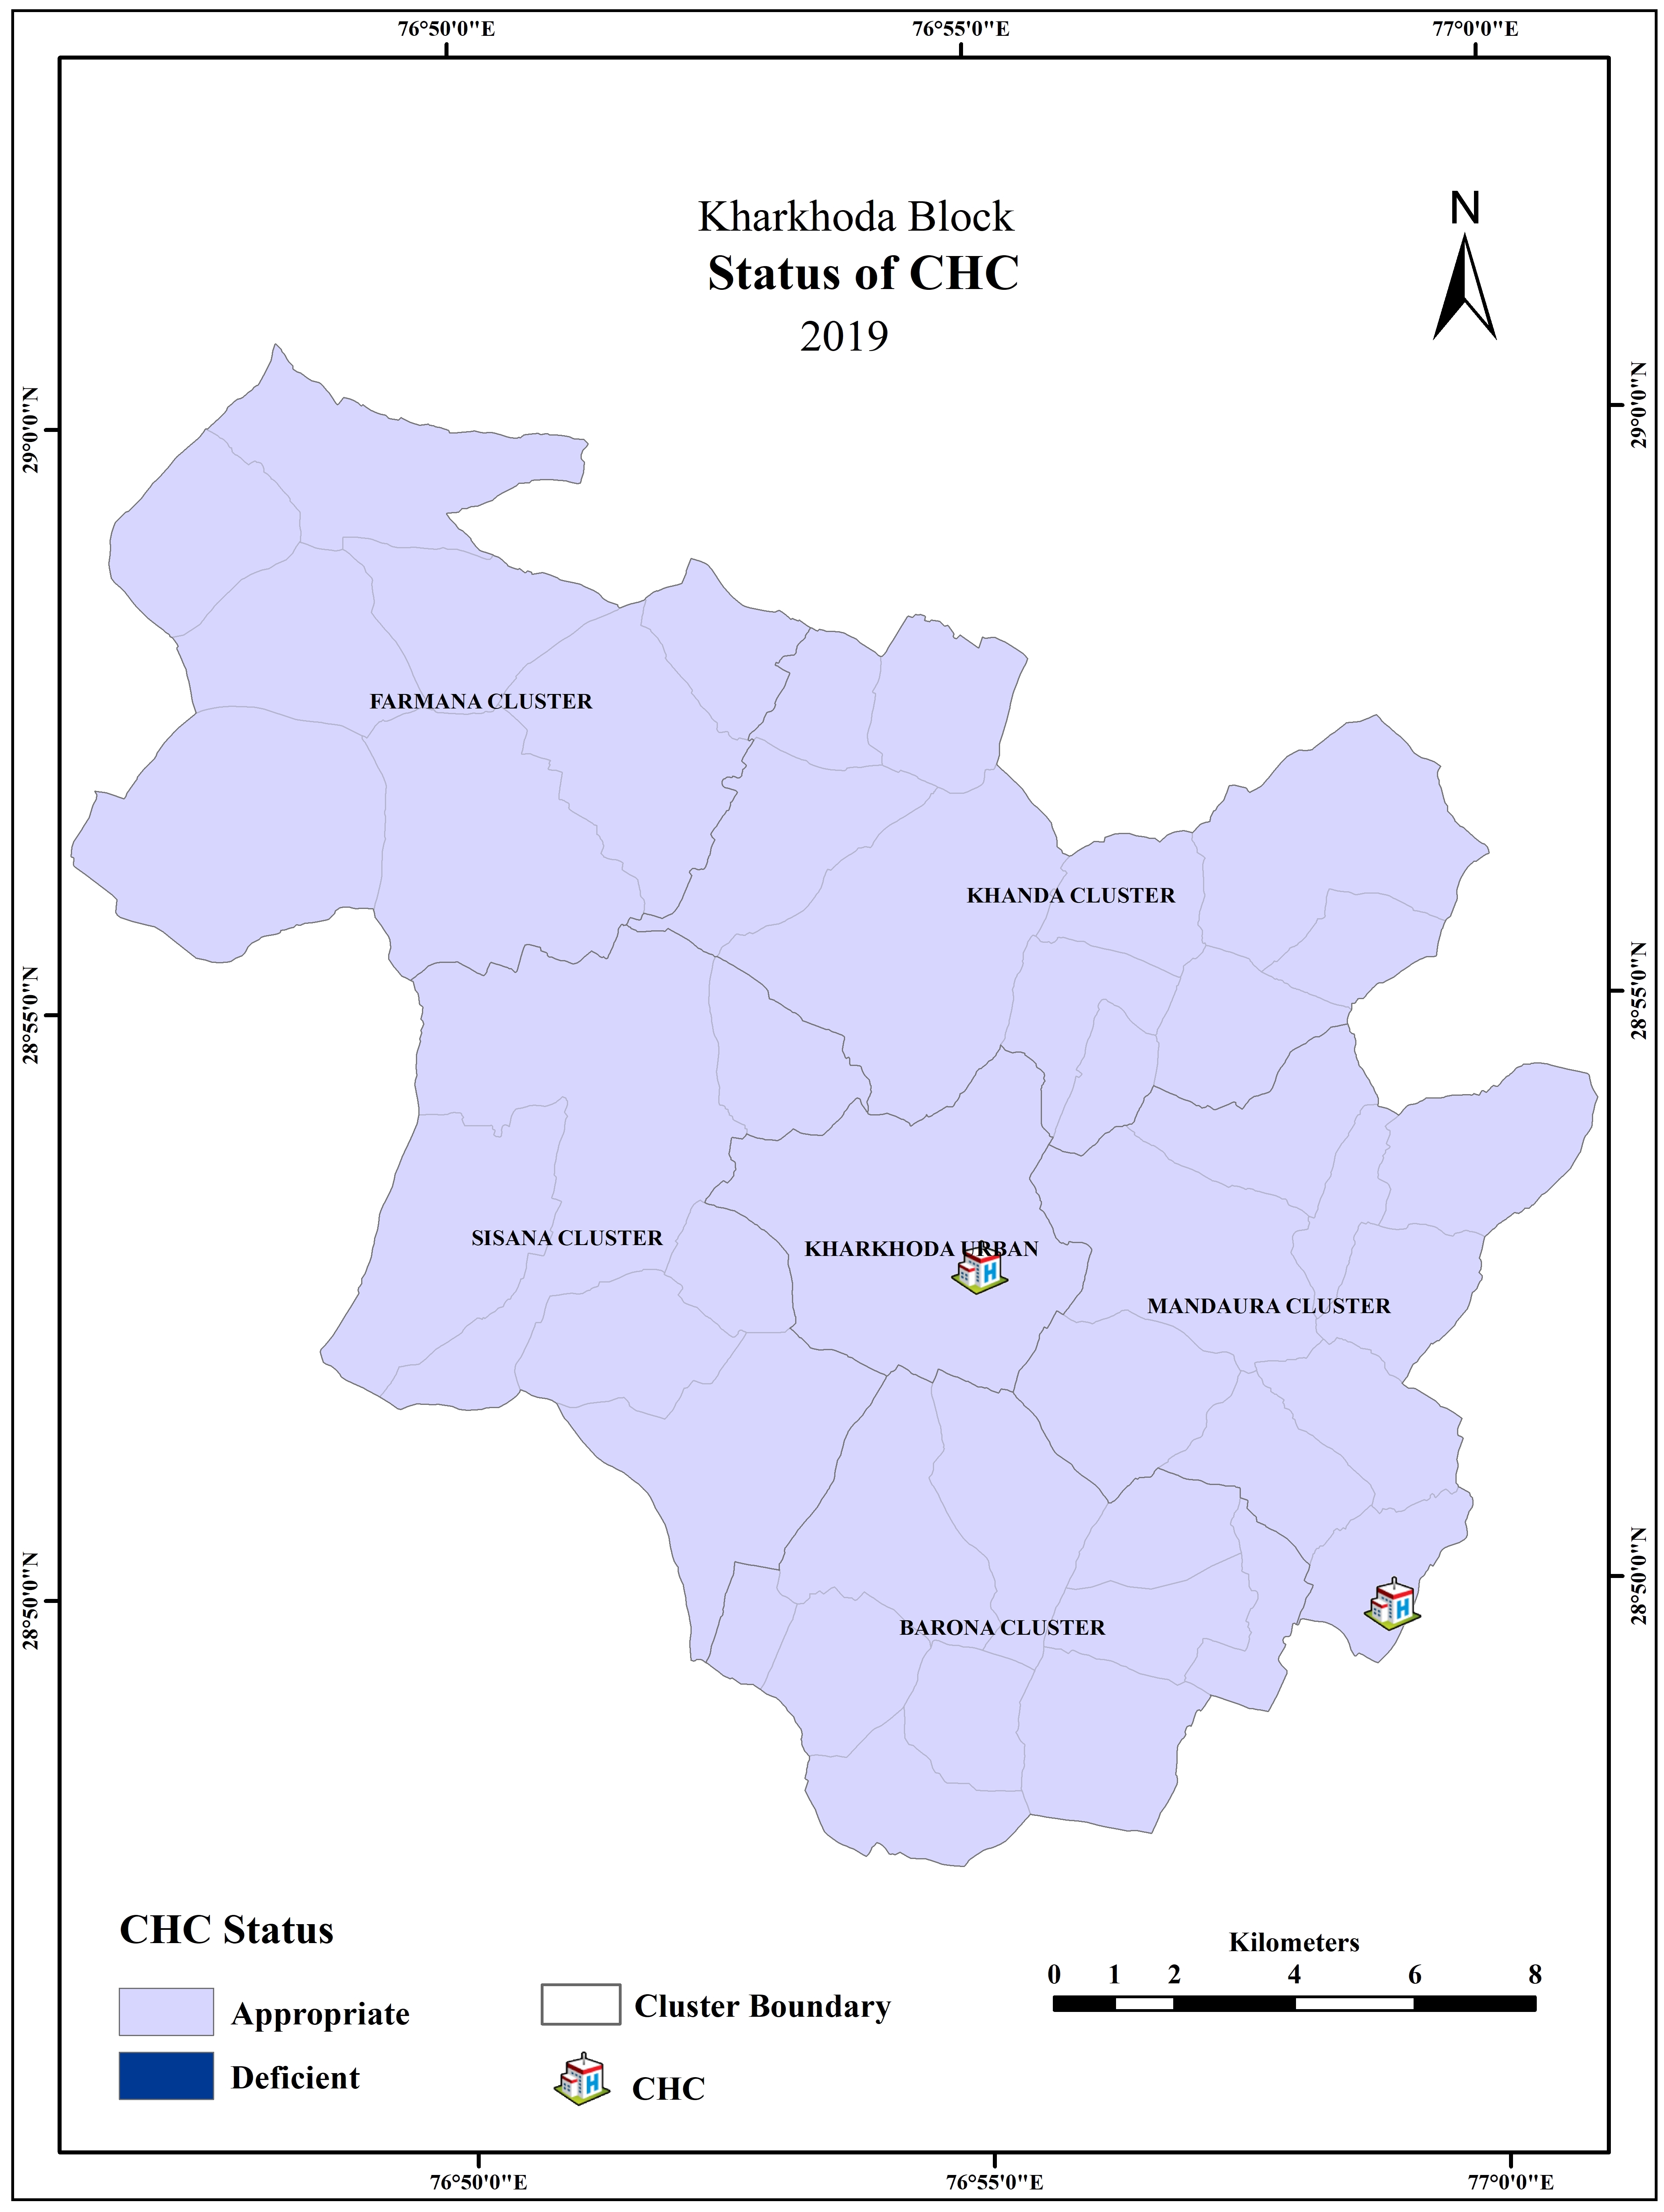 76°50'0"E 76°55'0"E 77°0'0"E
Kharkhoda Block
Status of CHC
2019
N
29°0'0"N
29°0'0"N
FARMANA CLUSTER
KHANDA CLUSTER
28°55'0"N
28°55'0"N
SISANA CLUSTER
KHARKHODA URBAN
MANDAURA CLUSTER
28°50'0"N
28°50'0"N
BARONA CLUSTER
CHC Status
Appropriate
Deficient
Cluster Boundary
H CHC
Kilometers
0 1 2 4 6 8
76°50'0"E 76°55'0"E 77°0'0"E